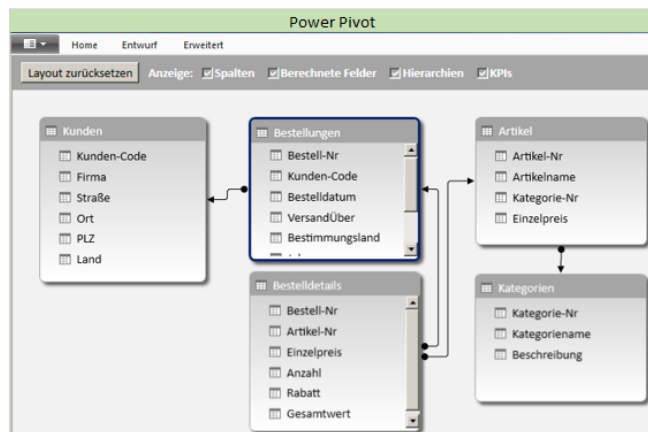 Power Pivot
Home Entwurf Erweitert
Layout zurücksetzen Anzeige: Spalten Berechnete Felder Hierarchien KPIs
Kunden
Kunden-Code
Firma
Straße
Ort
PLZ
Land
Bestellungen
Bestell-Nr
Kunden-Code
Bestelldatum
VersandÜber
Bestimmungsland
Artikel
Artikel-Nr
Artikelname
Kategorie-Nr
Einzelpreis
Bestelldetails
Bestell-Nr
Artikel-Nr
Einzelpreis
Anzahl
Rabatt
Gesamtwert
Kategorien
Kategorie-Nr
Kategoriename
Beschreibung